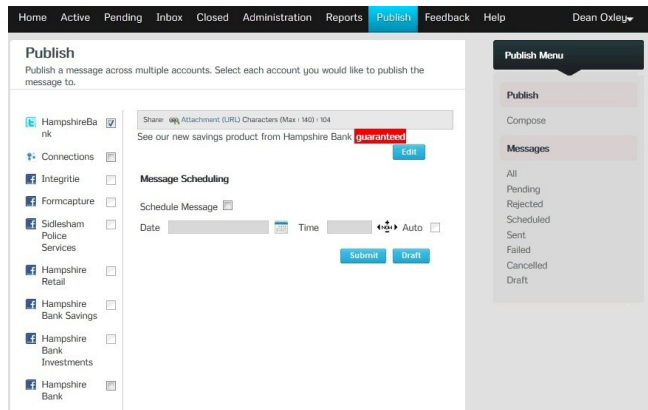 Home Active Pending Inbox Closed Administration Reports Publish Feedback Help Dean Oxley
Publish
Publish a message across multiple accounts. Select each account you would like to publish the
message to.
HampshireBa
nk
Connections
Integritie
Formcapture
Sidlesham
Police
Services
Hampshire
Retail
Hampshire
Bank Savings
Hampshire
Bank
Investments
Hampshire
Bank
Share: Attachment (URL) Characters (Max : 140) : 104
See our new savings product from Hampshire Bank guaranteed
Edit
Message Scheduling
Schedule Message
Date Time NOW Auto
Submit Draft
Publish Menu
Publish
Compose
Messages
All
Pending
Rejected
Scheduled
Sent
Failed
Cancelled
Draft